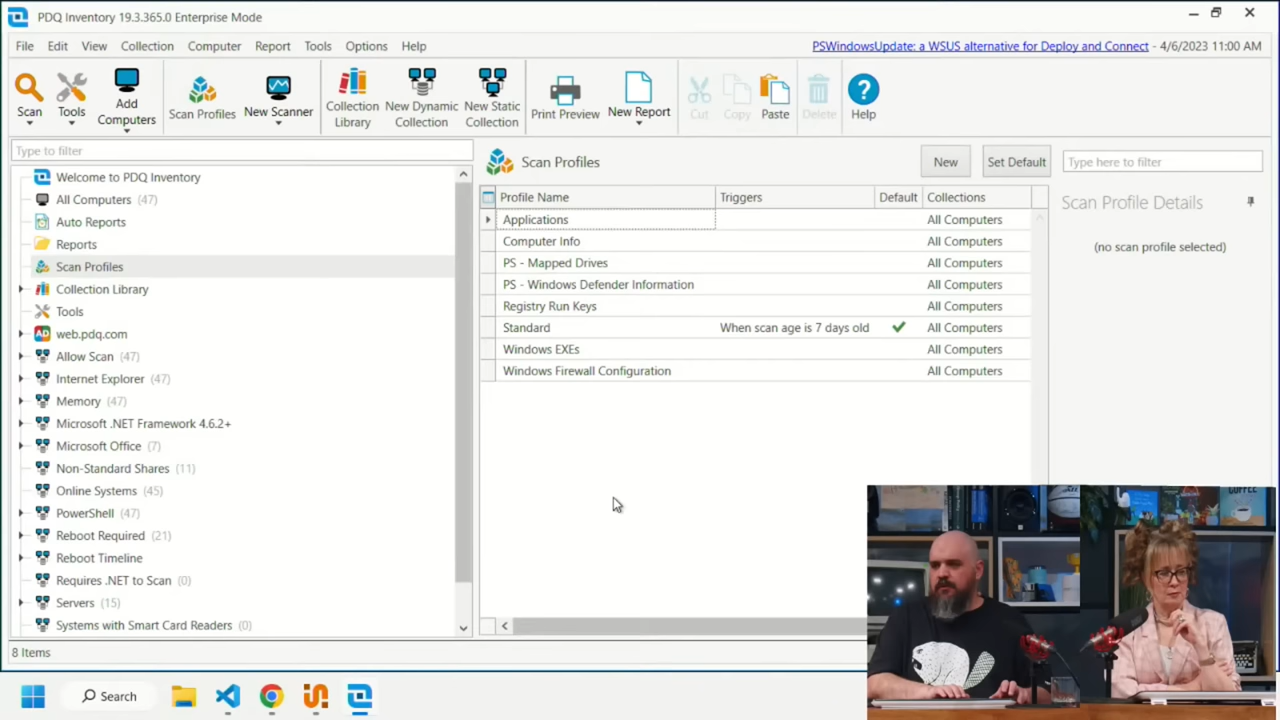 PDQ Inventory 19.3.365.0 Enterprise Mode
File Edit View Collection Computer Report Tools Options Help
PSWindowsUpdate: a WSUS alternative for Deploy and Connect - 4/6/2023 11:00 AM
Scan
Tools
Add Computers
Scan Profiles
New Scanner
Collection Library
New Dynamic Collection
New Static Collection
Print Preview
New Report
Cut
Copy
Paste
Delete
Help
Type to filter
Welcome to PDQ Inventory
All Computers (47)
Auto Reports
Reports
Scan Profiles
Collection Library
Tools
AD web.pdq.com
Allow Scan (47)
Internet Explorer (47)
Memory (47)
Microsoft .NET Framework 4.6.2+
Microsoft Office (7)
Non-Standard Shares (11)
Online Systems (45)
PowerShell (47)
Reboot Required (21)
Reboot Timeline
Requires .NET to Scan (0)
Servers (15)
Systems with Smart Card Readers (0)
Scan Profiles
New
Set Default
Type here to filter
Profile Name Triggers Default Collections
Applications All Computers
Computer Info All Computers
PS - Mapped Drives All Computers
PS - Windows Defender Information All Computers
Registry Run Keys All Computers
Standard When scan age is 7 days old All Computers
Windows EXEs All Computers
Windows Firewall Configuration All Computers
Scan Profile Details
(no scan profile selected)
COFFEE
8 Items
Search